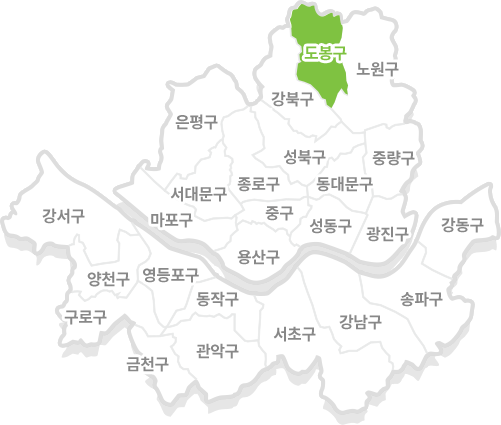 도봉구
노원구
강북구
은평구
성북구
중랑구
서대문구
종로구
동대문구
마포구
중구
성동구
광진구
강동구
강서구
용산구
양천구
영등포구
동작구
송파구
구로구
강남구
서초구
관악구
금천구